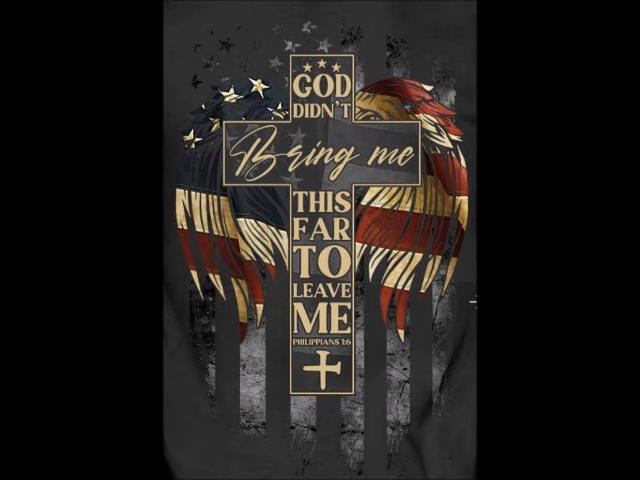 GOD
DIDN'T
Bring me
THIS
FAR
TO
LEAVE
ME
PHILIPPIANS 1:6